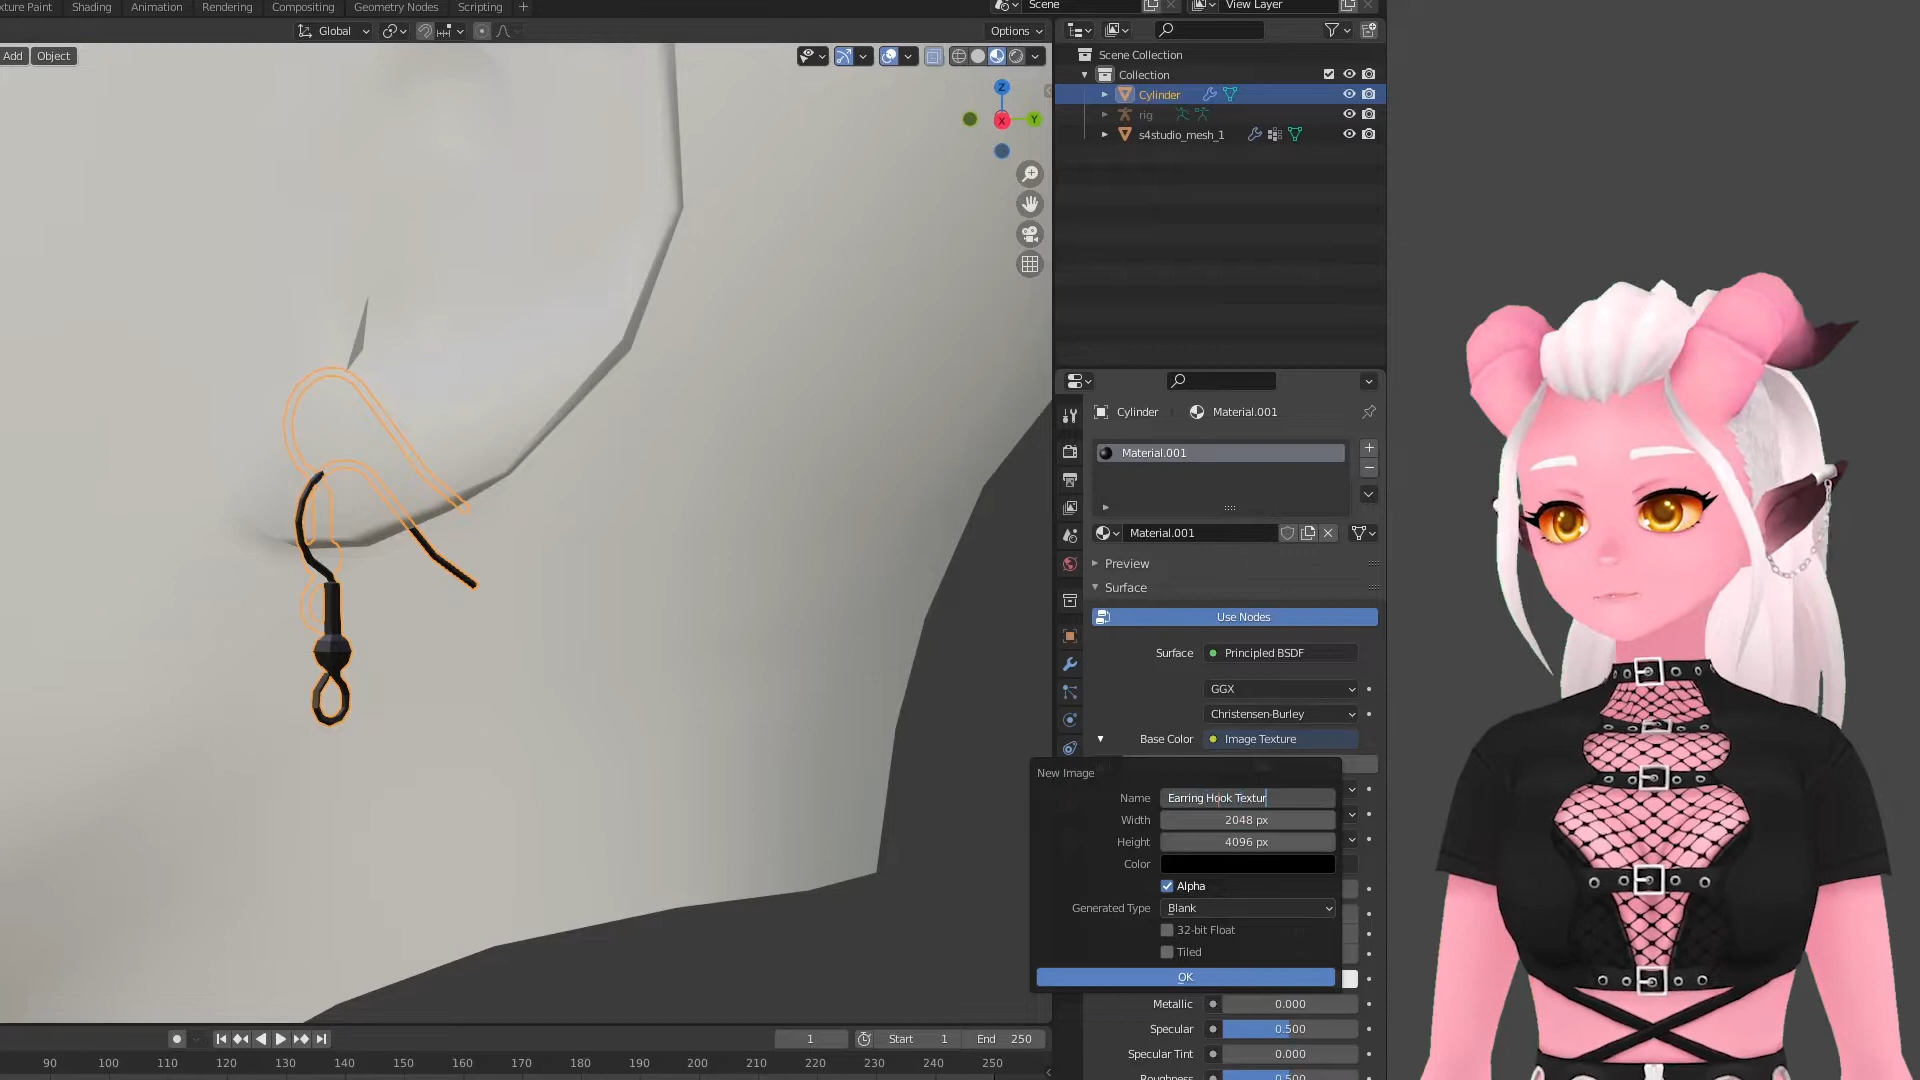 xture Paint Shading Animation Rendering Compositing Geometry Nodes Scripting +
Scene View Layer
Global
Options
Add Object
Z
Y
X
Scene Collection
Collection
Cylinder
rig
s4studio_mesh_1
Cylinder Material.001
Material.001
Material.001
Preview
Surface
Use Nodes
Surface Principled BSDF
GGX
Christensen-Burley
Base Color Image Texture
New Image
Name Earring Hook Textur
Width 2048 px
Height 4096 px
Color
Alpha
Generated Type Blank
32-bit Float
Tiled
OK
Metallic 0.000
Specular 0.500
Specular Tint 0.000
Roughness 0.500
1 Start 1 End 250
90 100 110 120 130 140 150 160 170 180 190 200 210 220 230 240 250